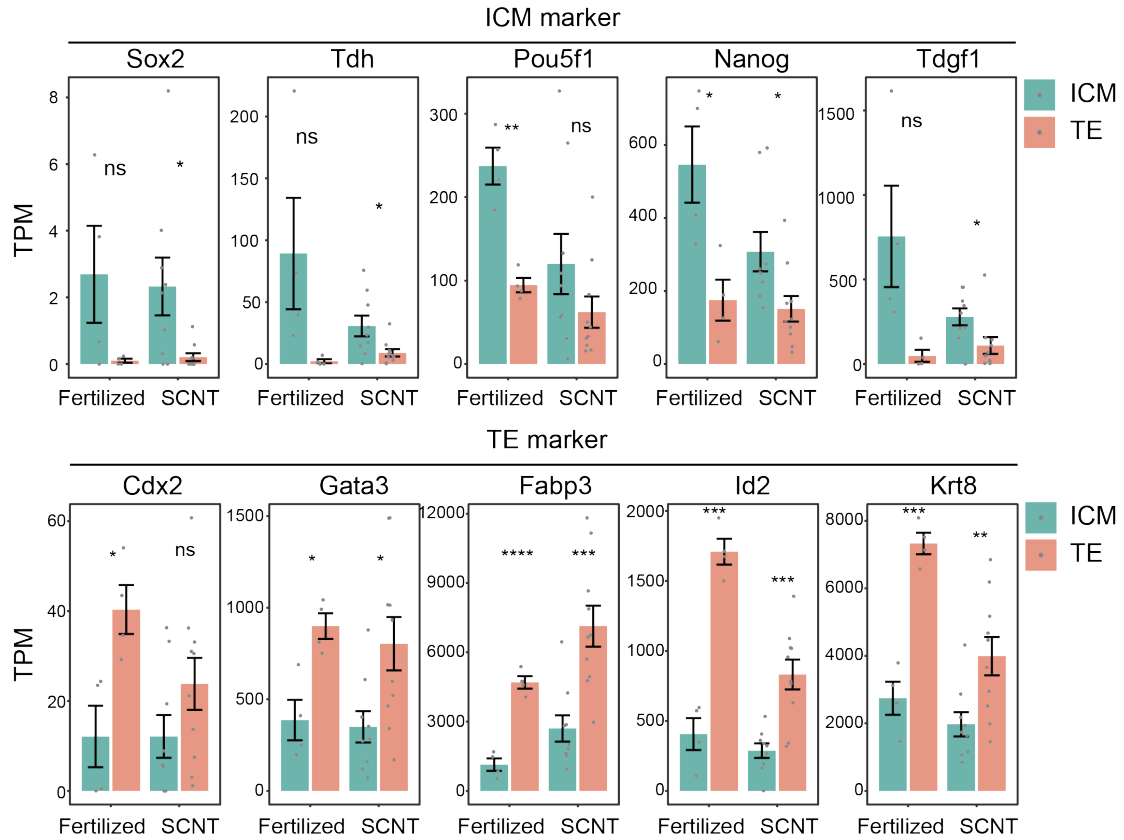 ICM marker
Sox2 Tdh Pou5f1 Nanog Tdgf1
TPM
8
6
4
2
0
ns
*
Fertilized SCNT
200
150
100
50
0
ns
*
Fertilized SCNT
300
200
100
0
**
ns
Fertilized SCNT
600
400
200
0
*
*
Fertilized SCNT
1500
1000
500
0
ns
*
Fertilized SCNT
ICM
TE
TE marker
Cdx2 Gata3 Fabp3 Id2 Krt8
TPM
60
40
20
0
*
ns
Fertilized SCNT
1500
1000
500
0
*
*
Fertilized SCNT
12000
9000
6000
3000
0
****
***
Fertilized SCNT
2000
1500
1000
500
0
***
***
Fertilized SCNT
8000
6000
4000
2000
0
***
**
Fertilized SCNT
ICM
TE